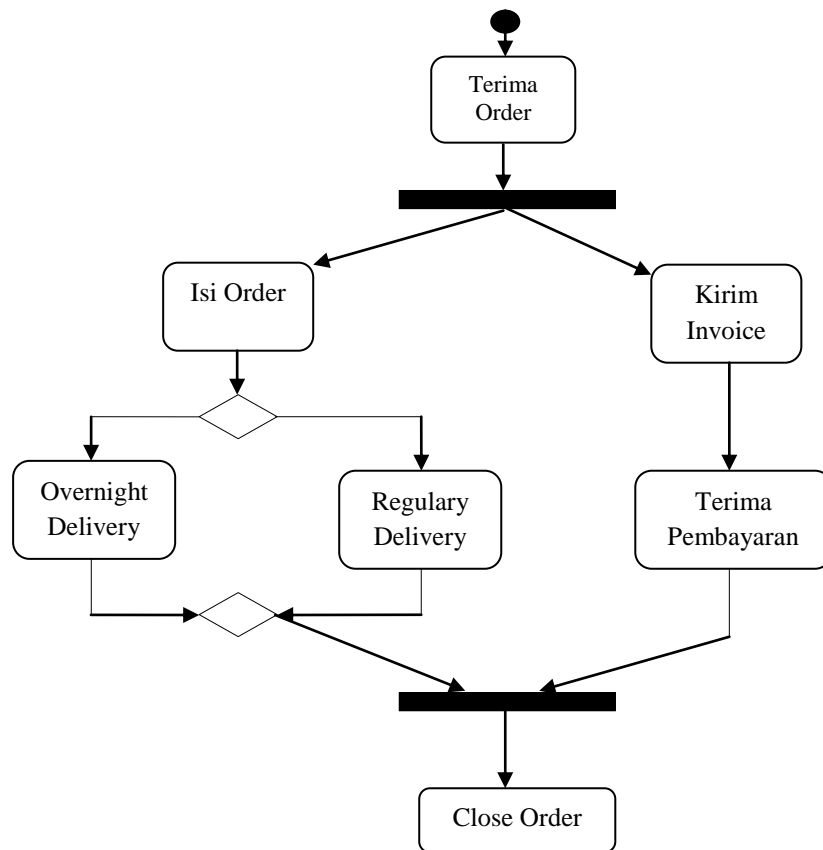 Terima
Order
Isi Order
Kirim
Invoice
Overnight
Delivery
Regulary
Delivery
Terima
Pembayaran
Close Order